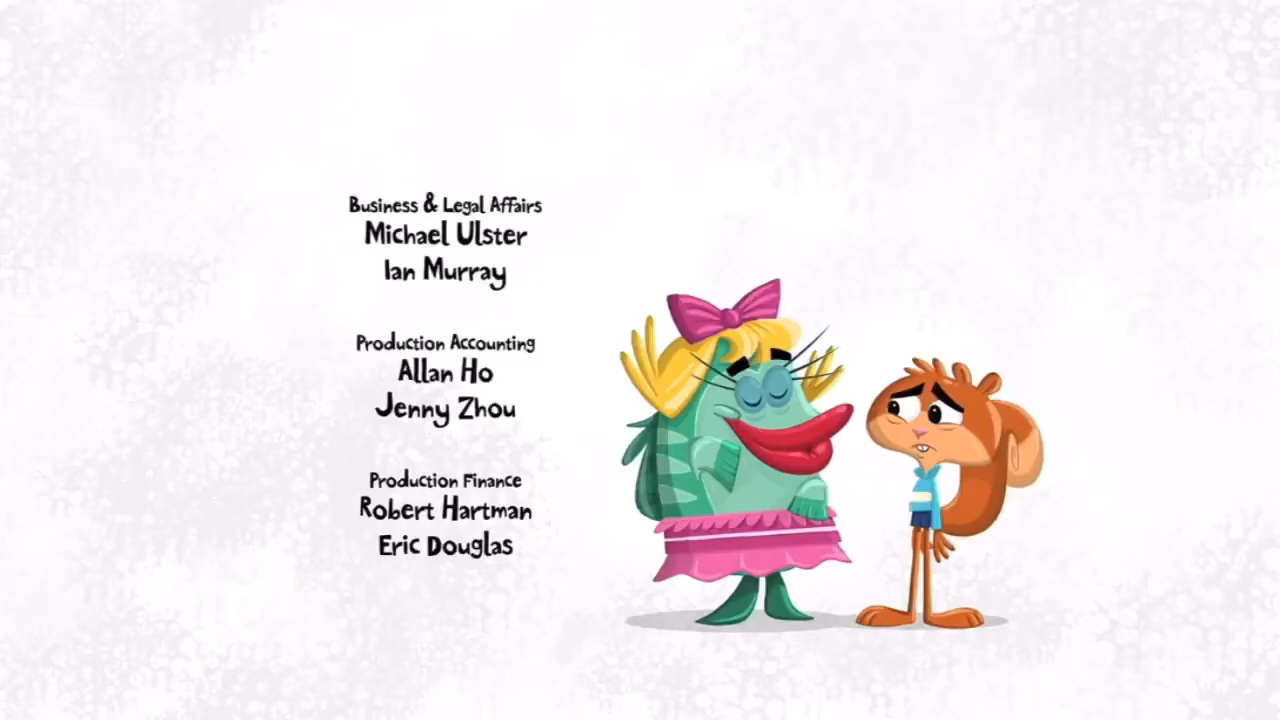 Business & Legal Affairs
Michael Ulster
Ian Murray
Production Accounting
Allan Ho
Jenny Zhou
Production Finance
Robert Hartman
Eric Douglas